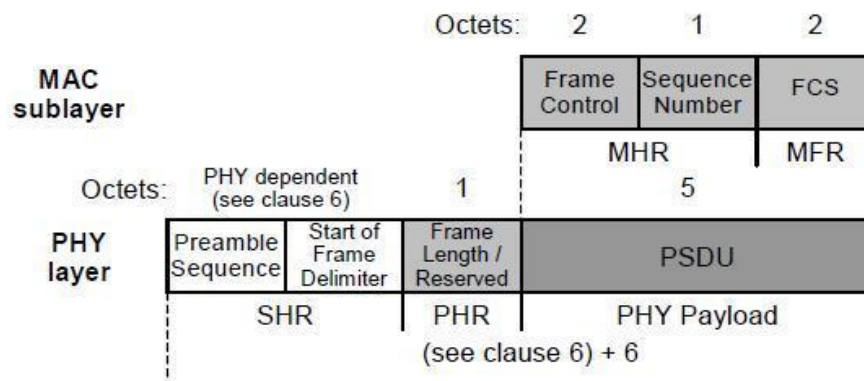 Octets: 2 1 2
MAC sublayer
Frame Control
Sequence Number
FCS
MHR MFR
Octets: PHY dependent (see clause 6) 1 5
PHY layer
Preamble Sequence
Start of Frame Delimiter
Frame Length / Reserved
PSDU
SHR PHR PHY Payload
(see clause 6) + 6